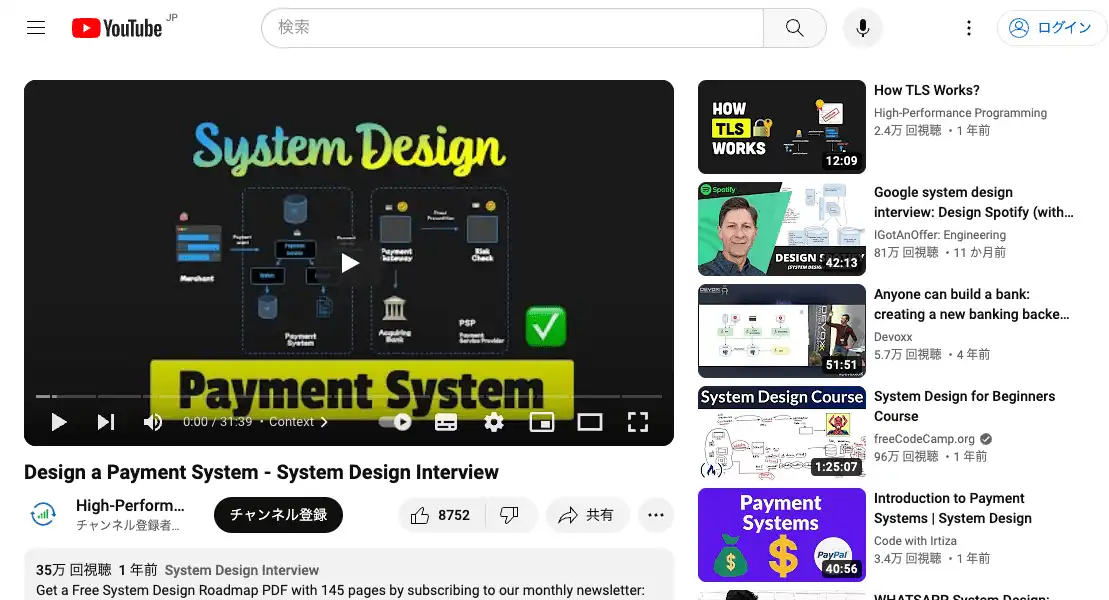 YouTube JP
検索
ログイン
System Design
Merchant
Payment
System
Payment
Gateway
Risk
Check
Acquiring
Bank
PSP
Payment
Service Provider
Payment
System
Payment System
0:00 / 31:39 • Context
Design a Payment System - System Design Interview
High-Perform...
チャンネル登録者...
チャンネル登録
8752
共有
35万 回視聴 1 年前 System Design Interview
Get a Free System Design Roadmap PDF with 145 pages by subscribing to our monthly newsletter:
HOW
TLS
WORKS
12:09
How TLS Works?
High-Performance Programming
2.4万 回視聴 ・1 年前
Spotify
DESIGN
42:13
Google system design
interview: Design Spotify (with...
IGotAnOffer: Engineering
81万 回視聴 ・11 か月前
DEVOXX
51:51
Anyone can build a bank:
creating a new banking backe...
Devoxx
5.7万 回視聴 ・4 年前
System Design Course
1:25:07
System Design for Beginners
Course
freeCodeCamp.org
96万 回視聴 ・1 年前
Payment
Systems
PayPal
40:56
Introduction to Payment
Systems | System Design
Code with Irtiza
3.4万 回視聴 ・1 年前
WHATSAPP System Design: